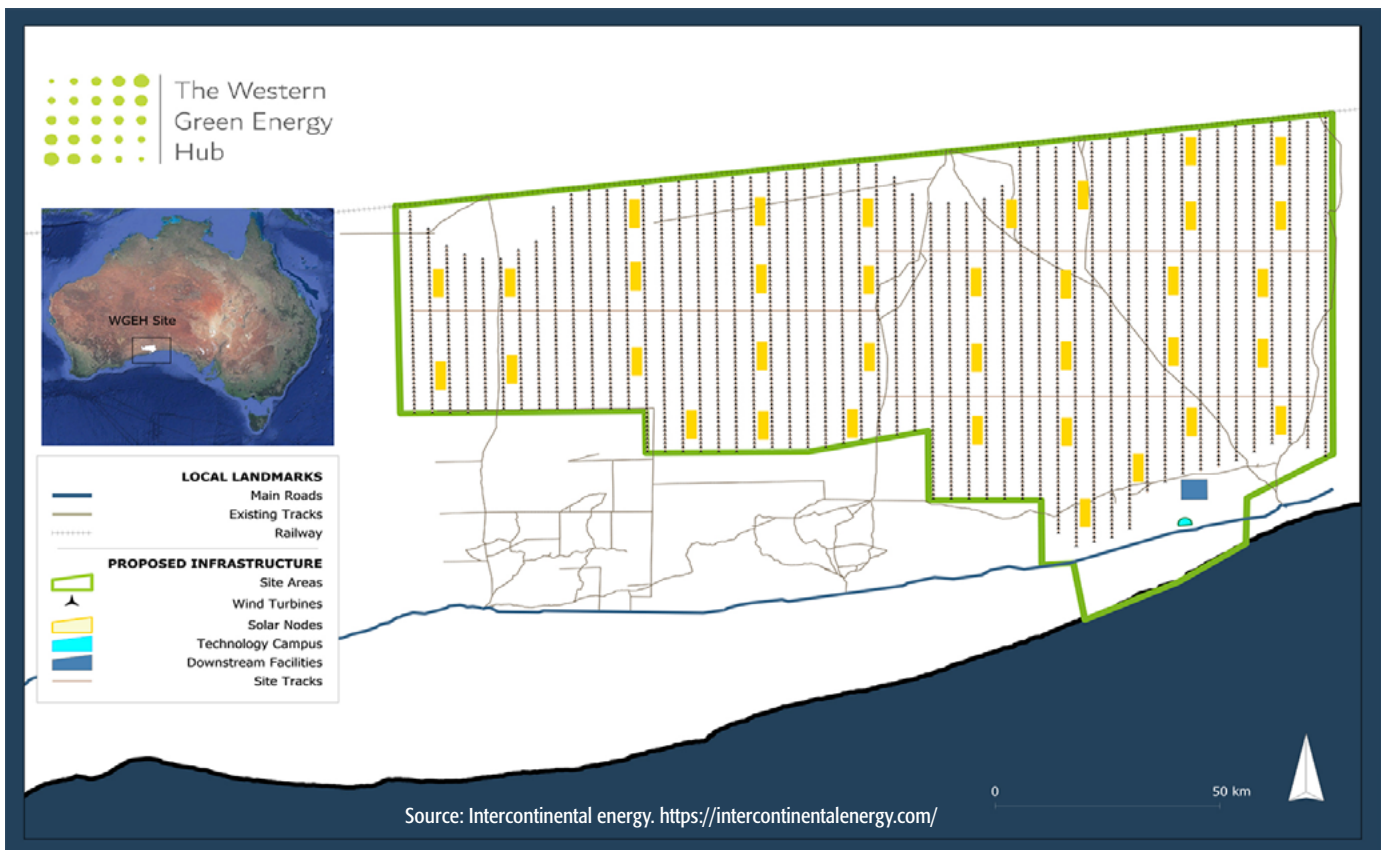 The Western
Green Energy
Hub
WGEH Site
LOCAL LANDMARKS
Main Roads
Existing Tracks
Railway
PROPOSED INFRASTRUCTURE
Site Areas
Wind Turbines
Solar Nodes
Technology Campus
Downstream Facilities
Site Tracks
0 50 km
Source: Intercontinental energy. https://intercontinentalenergy.com/